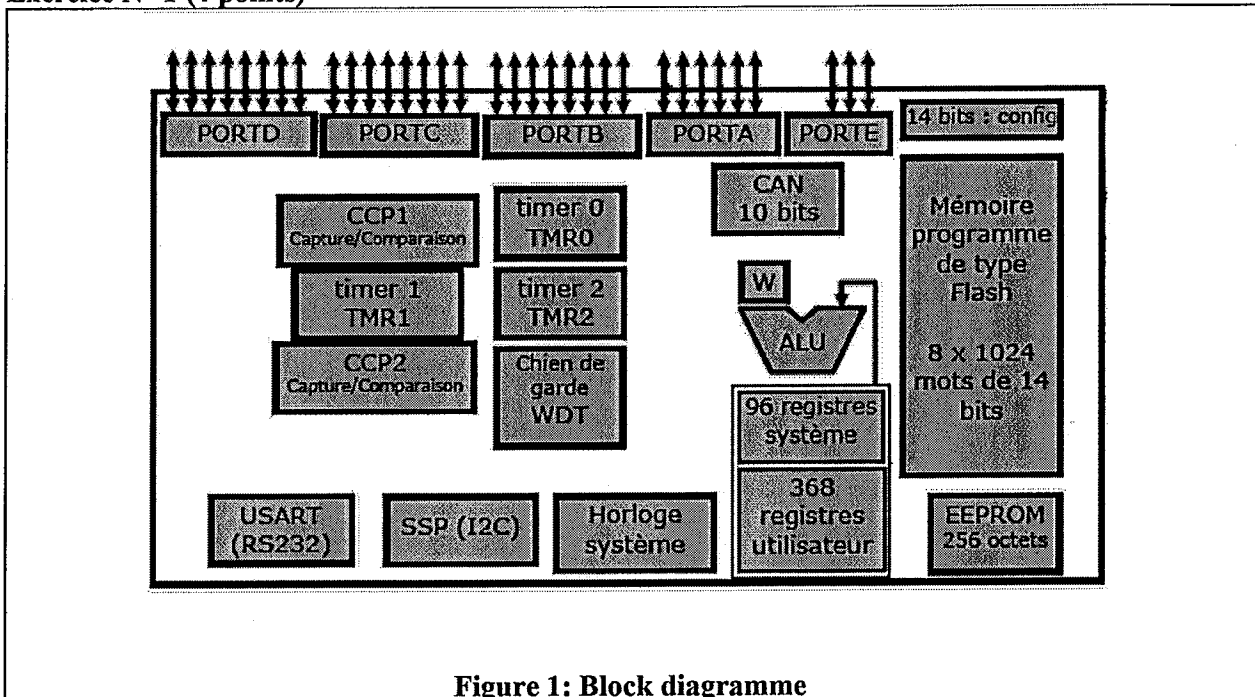 PORTD
PORTC
PORTB
PORTA
PORTE
14 bits : config
CCP1
Capture/Comparaison
timer 1
TMR1
CCP2
Capture/Comparaison
timer 0
TMR0
timer 2
TMR2
Chien de
garde
WDT
CAN
10 bits
W
ALU
96 registres
système
368
registres
utilisateur
Mémoire
programme
de type
Flash
8 x 1024
mots de 14
bits
USART
(RS232)
SSP (I2C)
Horloge
système
EEPROM
256 octets
Figure 1: Block diagramme